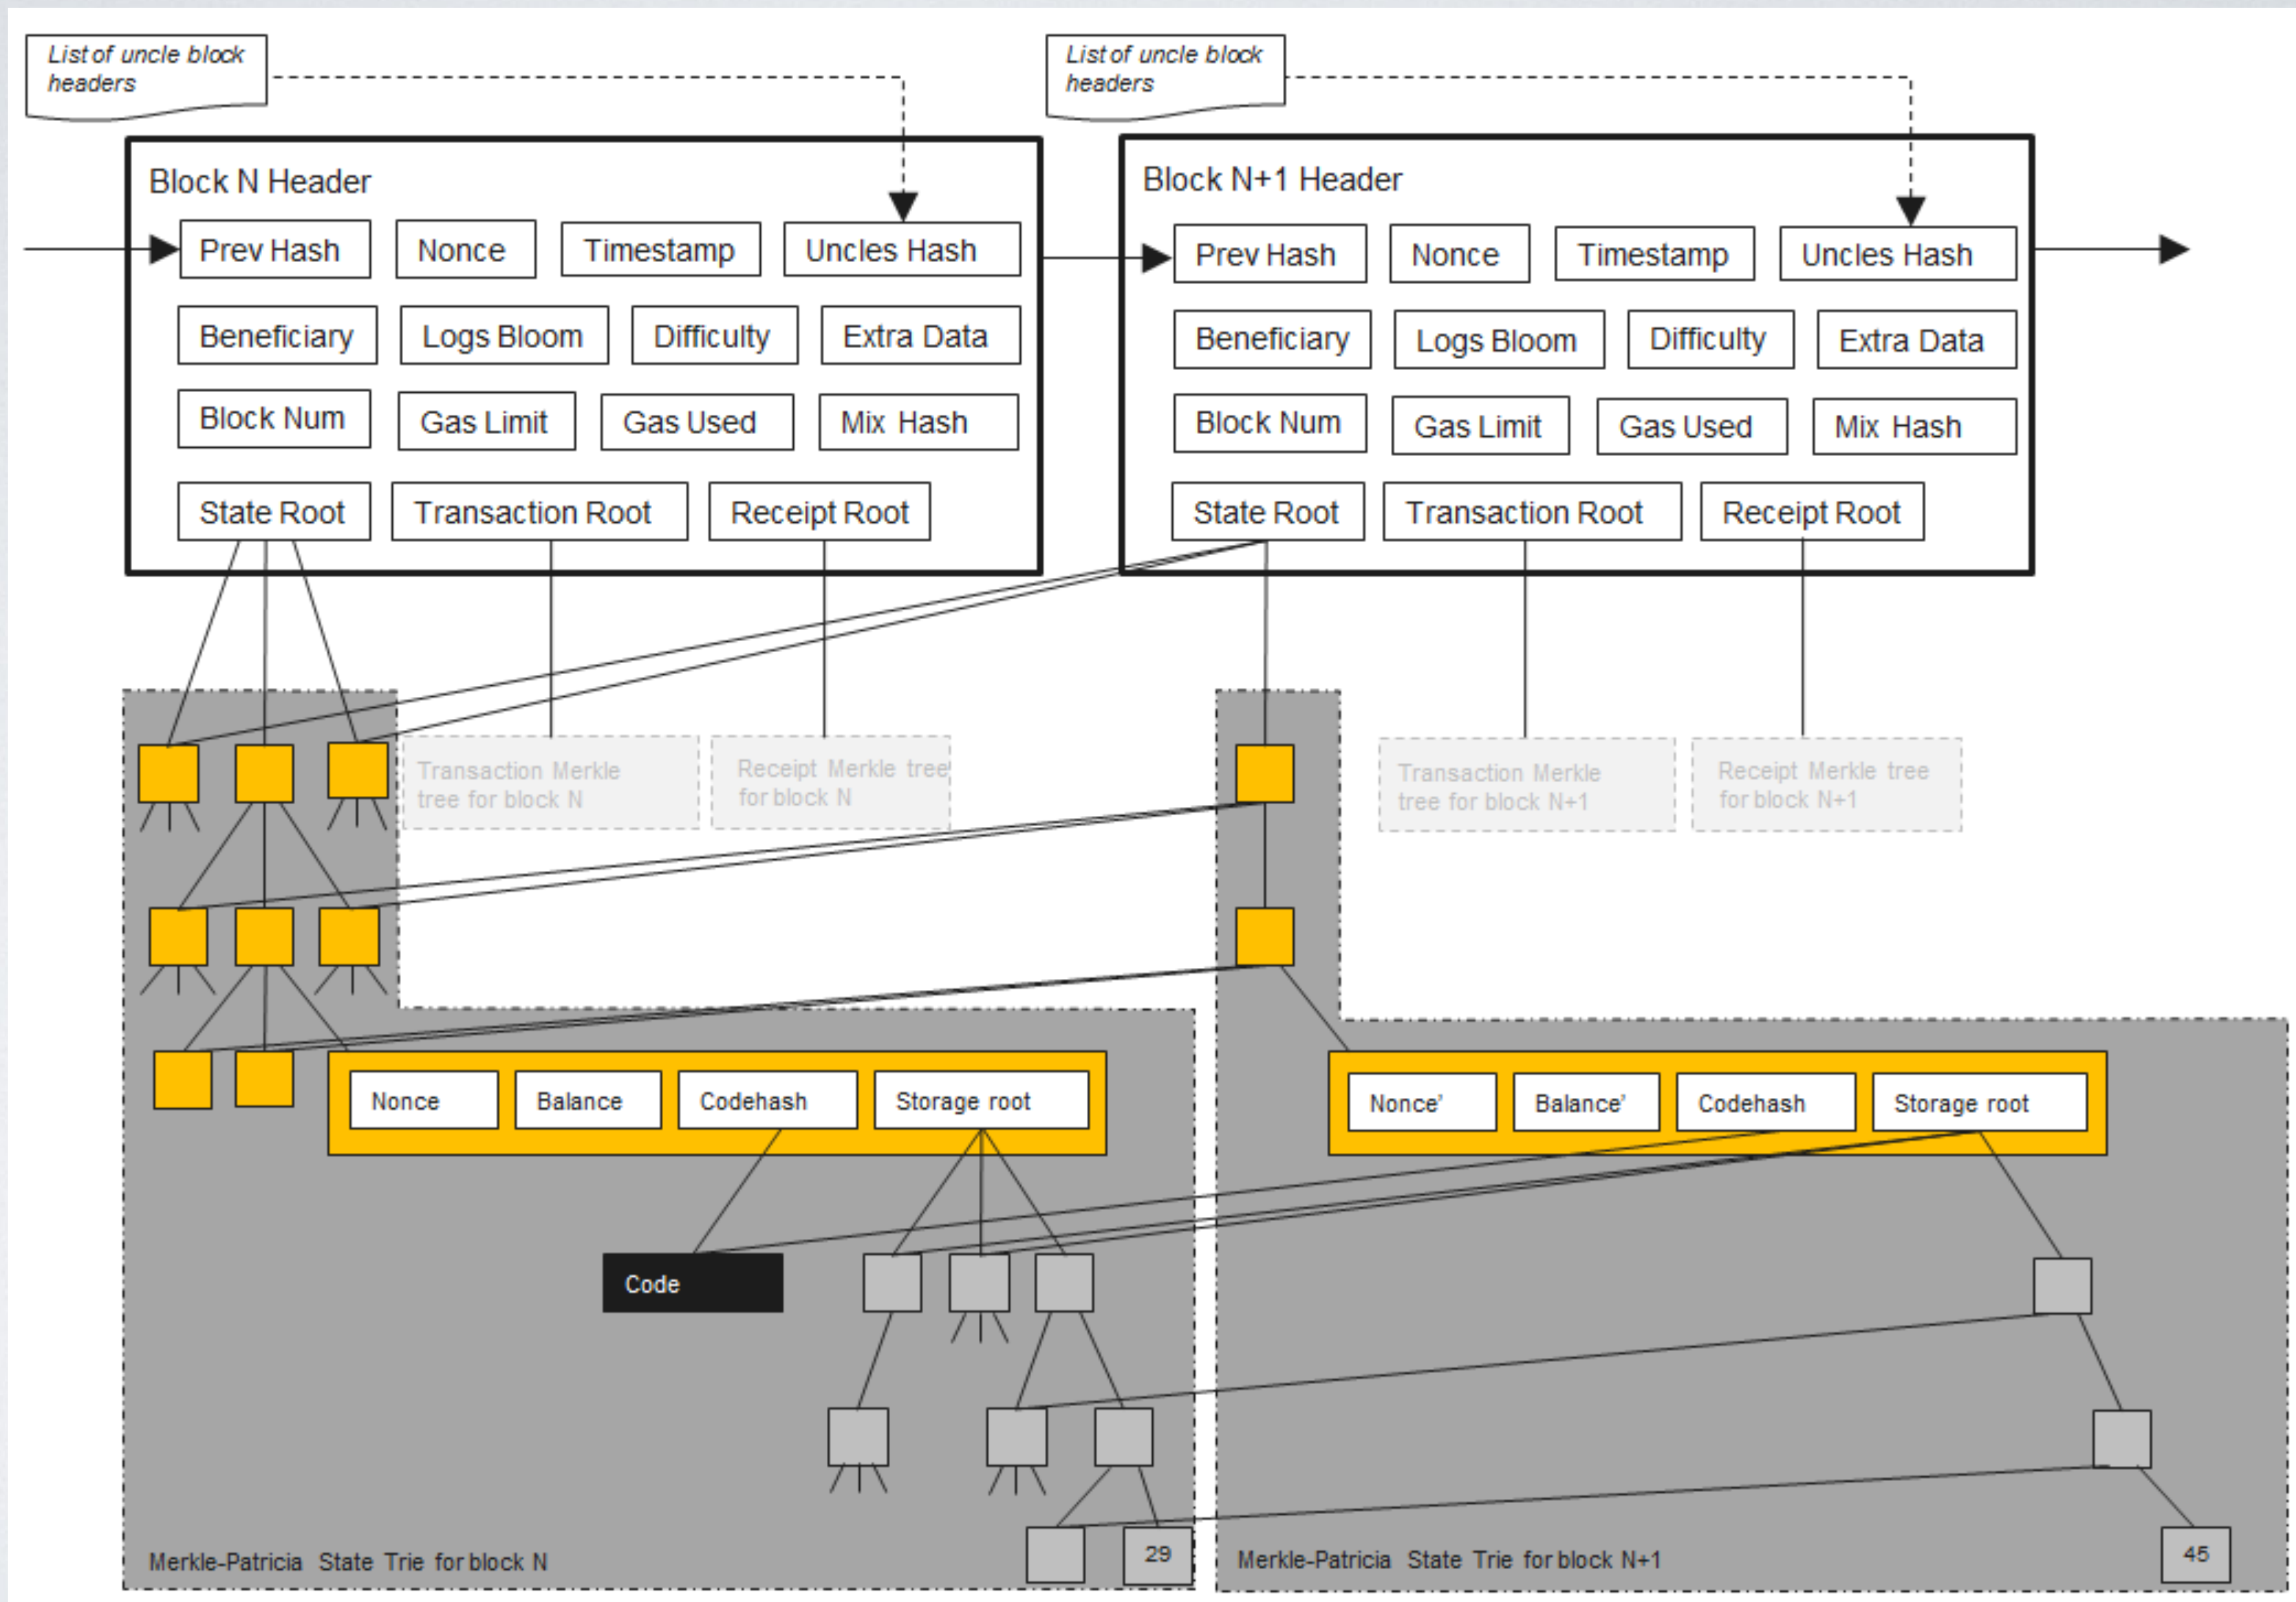 List of uncle block
headers
List of uncle block
headers
Block N Header
Prev Hash
Nonce
Timestamp
Uncles Hash
Beneficiary
Logs Bloom
Difficulty
Extra Data
Block Num
Gas Limit
Gas Used
Mix Hash
State Root
Transaction Root
Receipt Root
Block N+1 Header
Prev Hash
Nonce
Timestamp
Uncles Hash
Beneficiary
Logs Bloom
Difficulty
Extra Data
Block Num
Gas Limit
Gas Used
Mix Hash
State Root
Transaction Root
Receipt Root
Transaction Merkle
tree for block N
Receipt Merkle tree
for block N
Transaction Merkle
tree for block N+1
Receipt Merkle tree
for block N+1
Nonce
Balance
Codehash
Storage root
Nonce'
Balance'
Codehash
Storage root
Code
29
45
Merkle-Patricia State Trie for block N
Merkle-Patricia State Trie for block N+1